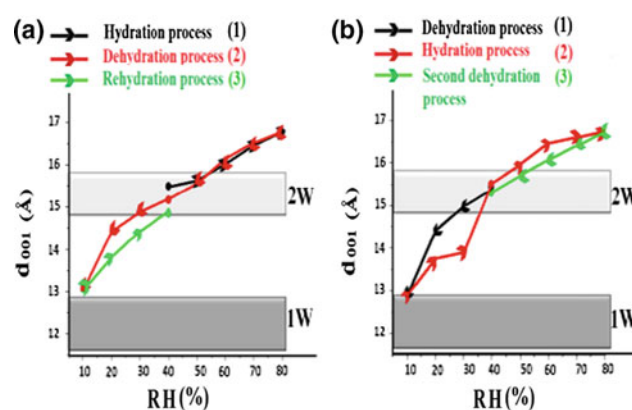 (a)
Hydration process (1)
Dehydration process (2)
Rehydration process (3)
17
16
15
14
13
12
d001 (Å)
2W
1W
10 20 30 40 50 60 70 80
RH(%)
(b)
Dehydration process (1)
Hydration process (2)
Second dehydration (3)
process
17
16
15
14
13
12
d001 (Å)
2W
1W
10 20 30 40 50 60 70 80
RH(%)